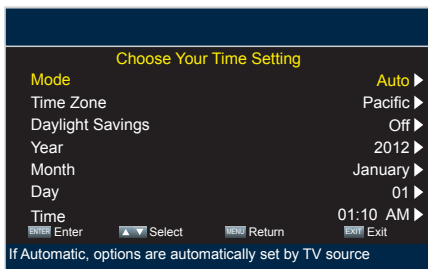 Choose Your Time Setting
Mode Auto
Time Zone Pacific
Daylight Savings Off
Year 2012
Month January
Day 01
Time 01:10 AM
ENTER Enter ▲ ▼ Select MENU Return EXIT Exit
If Automatic, options are automatically set by TV source